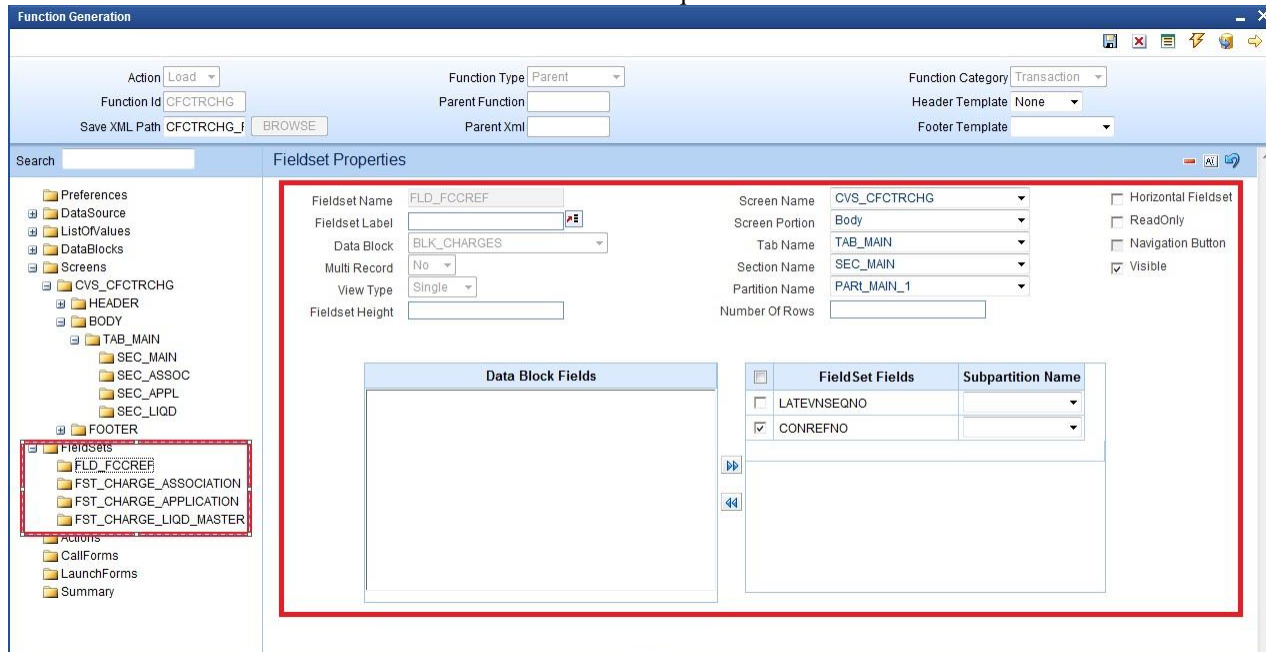 Function Generation
Action Load
Function Type Parent
Function Category Transaction
Function Id CFCTRCHG
Parent Function
Header Template None
Save XML Path CFCTRCHG_F BROWSE
Parent Xml
Footer Template
Search
Fieldset Properties
Preferences
DataSource
ListOfValues
DataBlocks
Screens
CVS_CFCTRCHG
HEADER
BODY
TAB_MAIN
SEC_MAIN
SEC_ASSOC
SEC_APPL
SEC_LIQD
FOOTER
FieldSets
FLD_FCCREF
FST_CHARGE_ASSOCIATION
FST_CHARGE_APPLICATION
FST_CHARGE_LIQD_MASTER
Actions
CallForms
LaunchForms
Summary
Fieldset Name FLD_FCCREF
Screen Name CVS_CFCTRCHG
Horizontal Fieldset
Fieldset Label
Screen Portion Body
ReadOnly
Data Block BLK_CHARGES
Tab Name TAB_MAIN
Navigation Button
Multi Record No
Section Name SEC_MAIN
Visible
View Type Single
Partition Name PARt_MAIN_1
Fieldset Height
Number Of Rows
Data Block Fields
FieldSet Fields Subpartition Name
LATEVNSEQNO
CONREFNO